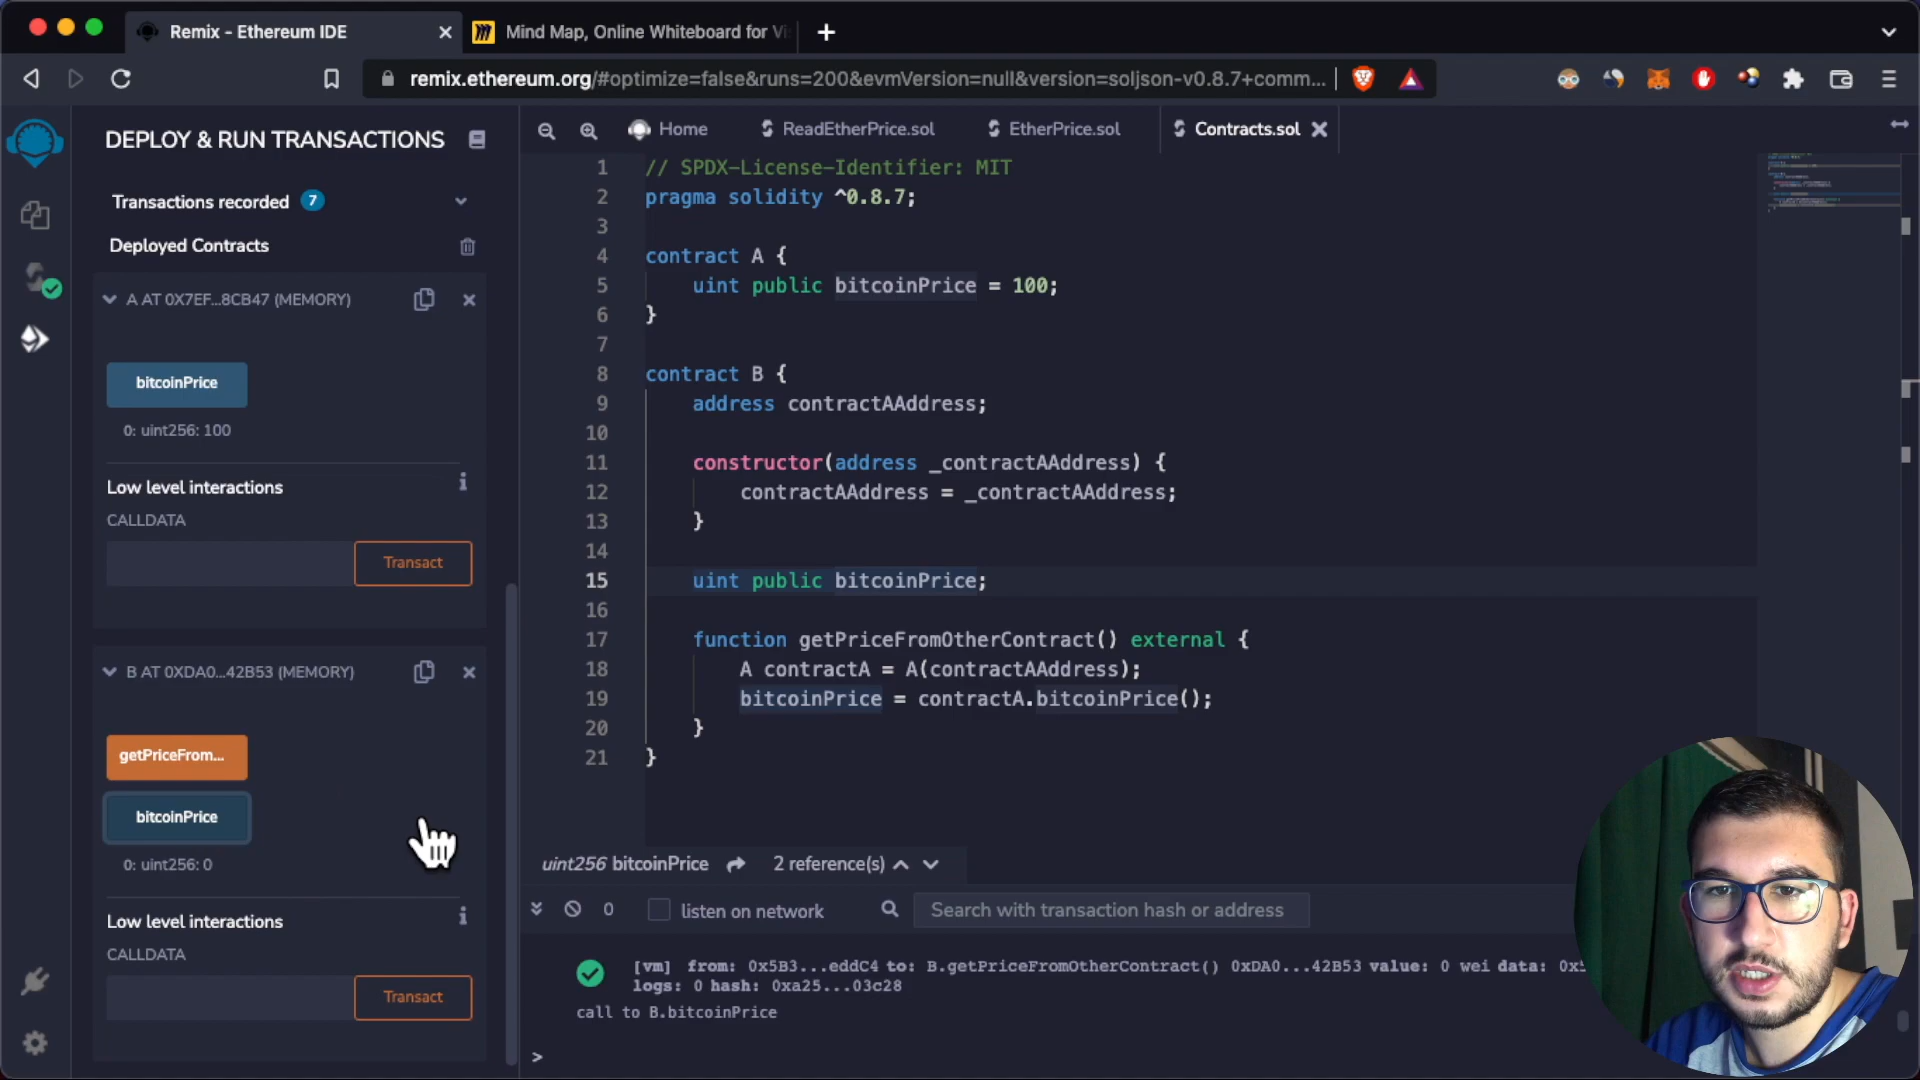 Remix - Ethereum IDE
Mind Map, Online Whiteboard for Vi
remix.ethereum.org/#optimize=false&runs=200&evmVersion=null&version=soljson-v0.8.7+comm...
DEPLOY & RUN TRANSACTIONS
Home
ReadEtherPrice.sol
EtherPrice.sol
Contracts.sol
Transactions recorded 7
Deployed Contracts
A AT 0X7EF...8CB47 (MEMORY)
bitcoinPrice
0: uint256: 100
Low level interactions
CALLDATA
Transact
B AT 0XDA0...42B53 (MEMORY)
getPriceFrom...
bitcoinPrice
0: uint256: 0
Low level interactions
CALLDATA
Transact
1 // SPDX-License-Identifier: MIT
2 pragma solidity ^0.8.7;
3
4 contract A {
5 uint public bitcoinPrice = 100;
6 }
7
8 contract B {
9 address contractAAddress;
10
11 constructor(address _contractAAddress) {
12 contractAAddress = _contractAAddress;
13 }
14
15 uint public bitcoinPrice;
16
17 function getPriceFromOtherContract() external {
18 A contractA = A(contractAAddress);
19 bitcoinPrice = contractA.bitcoinPrice();
20 }
21 }
uint256 bitcoinPrice 2 reference(s)
0 listen on network Search with transaction hash or address
[vm] from: 0x5B3...eddC4 to: B.getPriceFromOtherContract() 0xDA0...42B53 value: 0 wei data: 0x5
logs: 0 hash: 0xa25...03c28
call to B.bitcoinPrice
>